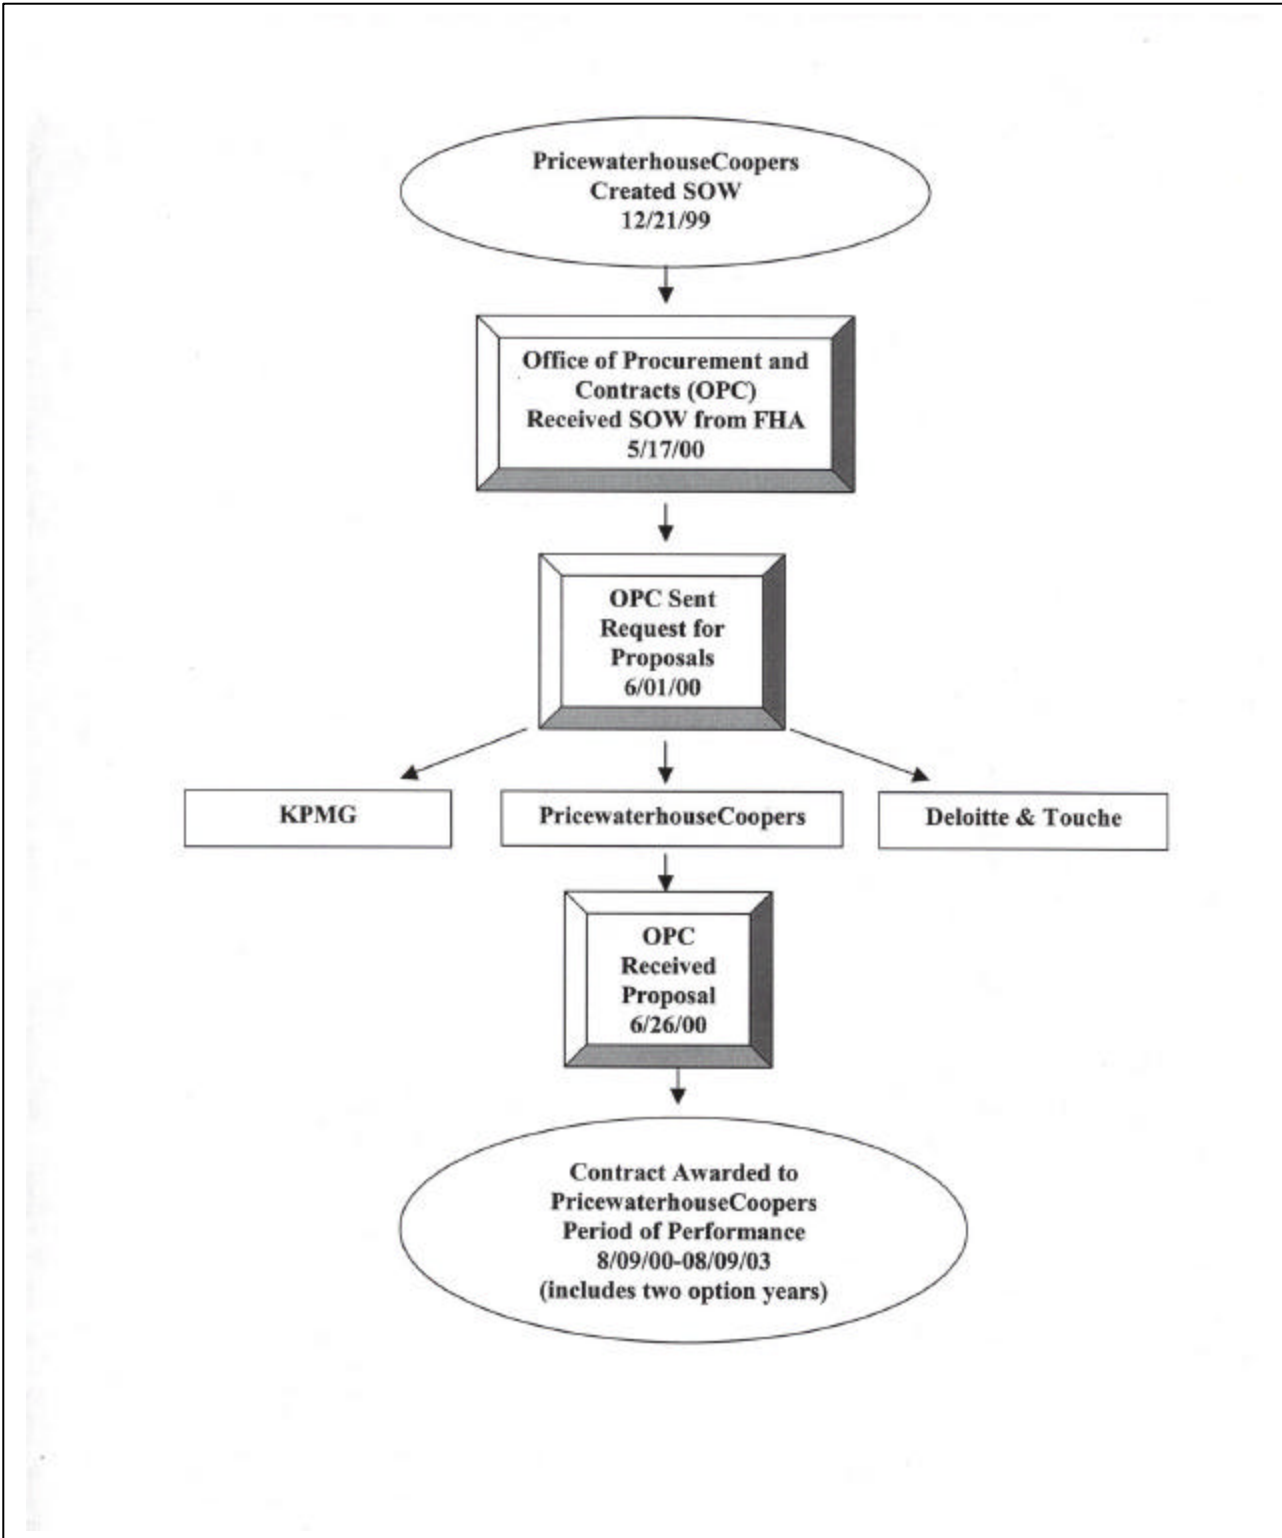 PricewaterhouseCoopers
Created SOW
12/21/99
Office of Procurement and
Contracts (OPC)
Received SOW from FHA
5/17/00
OPC Sent
Request for
Proposals
6/01/00
KPMG
PricewaterhouseCoopers
Deloitte & Touche
OPC
Received
Proposal
6/26/00
Contract Awarded to
PricewaterhouseCoopers
Period of Performance
8/09/00-08/09/03
(includes two option years)